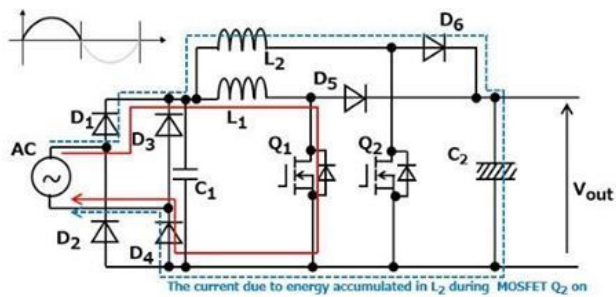 D6
L2
D5
D1
L1
D3
Q1
Q2
AC
C1
C2
Vout
D2
D4
The current due to energy accumulated in L2 during MOSFET Q2 on